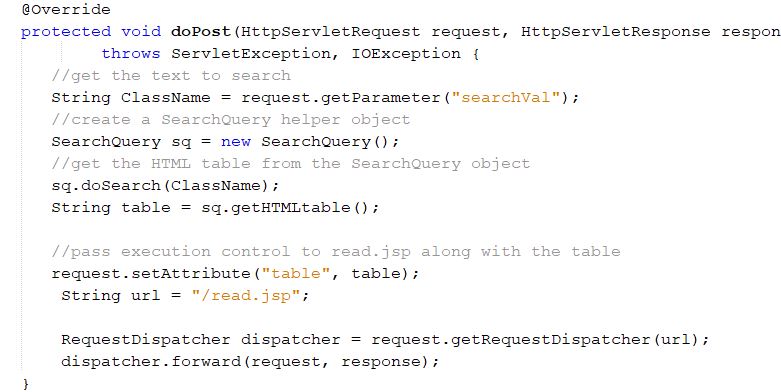 @Override
protected void doPost(HttpServletRequest request, HttpServletResponse respon
throws ServletException, IOException {
//get the text to search
String ClassName = request.getParameter("searchVal");
//create a SearchQuery helper object
SearchQuery sq = new SearchQuery();
//get the HTML table from the SearchQuery object
sq.doSearch(ClassName);
String table = sq.getHTMLtable();
//pass execution control to read.jsp along with the table
request.setAttribute("table", table);
String url = "/read.jsp";
RequestDispatcher dispatcher = request.getRequestDispatcher(url);
dispatcher.forward(request, response);
}